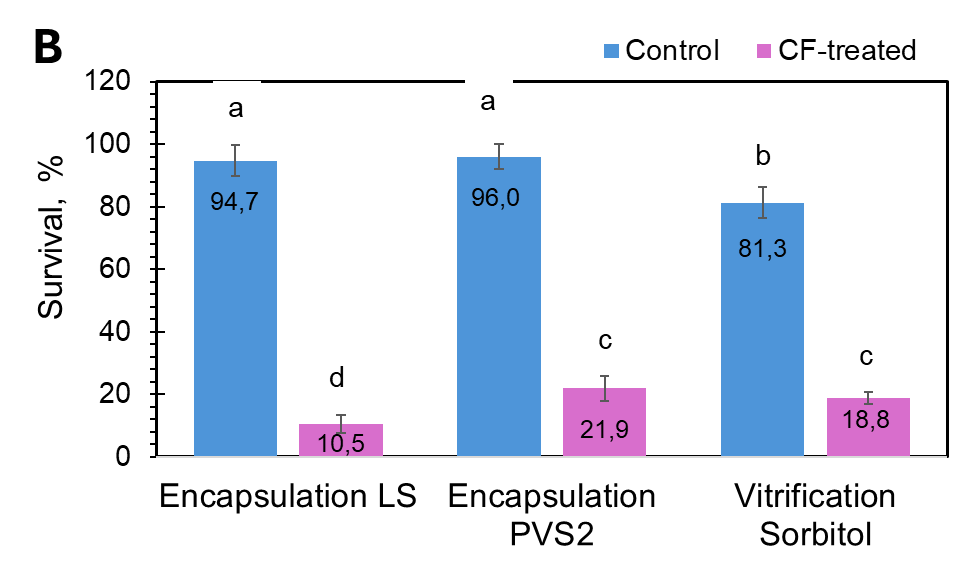 B
Control CF-treated
Survival, %
120
100
80
60
40
20
0
a
94,7
d
10,5
a
96,0
c
21,9
b
81,3
c
18,8
Encapsulation LS
Encapsulation
PVS2
Vitrification
Sorbitol